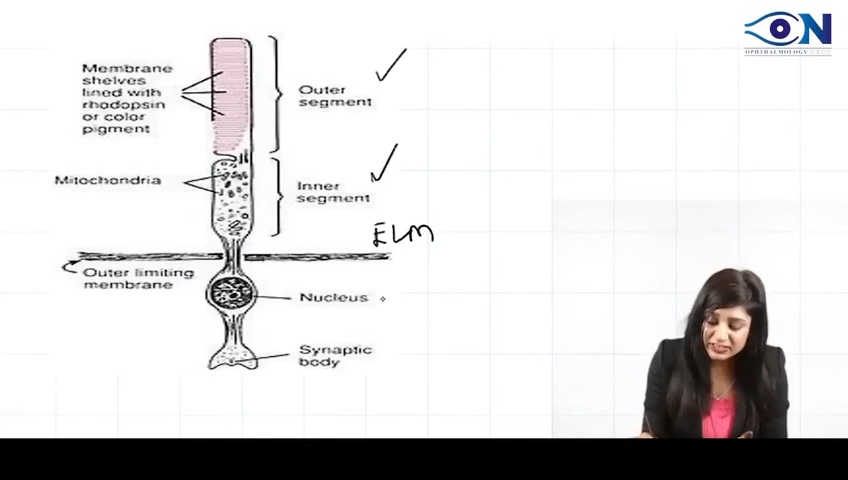 ON
OPHTHALMOLOGY
Membrane
shelves
lined with
rhodopsin
or color
pigment
Outer
segment
Mitochondria
Inner
segment
ELM
Outer limiting
membrane
Nucleus
Synaptic
body